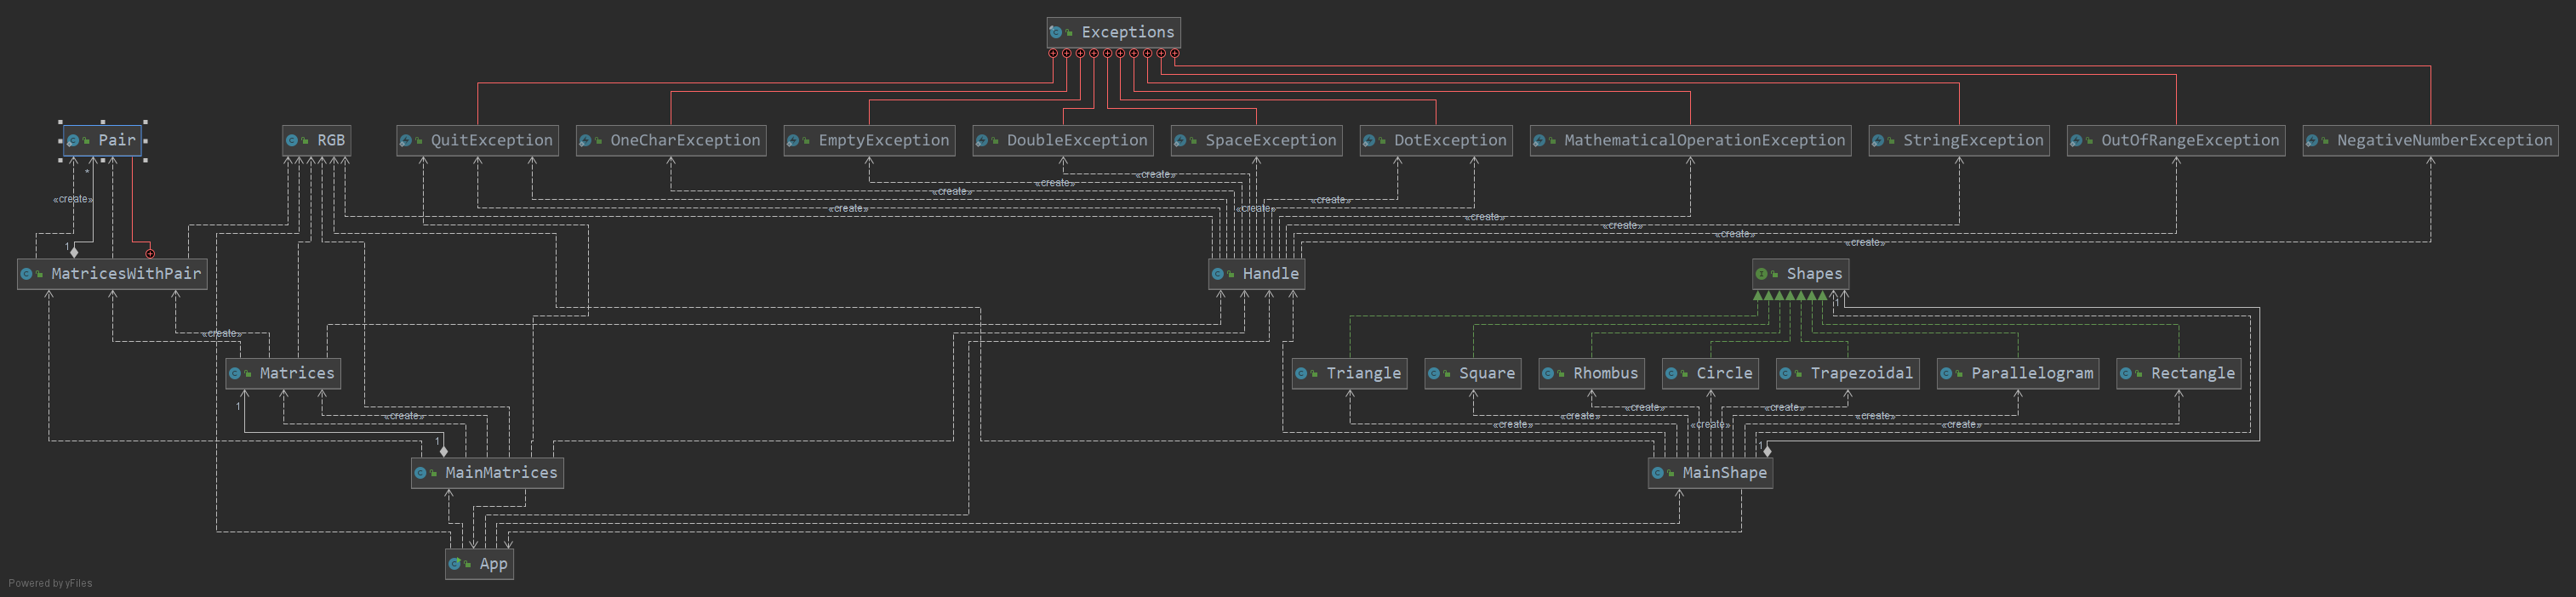 Exceptions
Pair
RGB
QuitException
OneCharException
EmptyException
DoubleException
SpaceException
DotException
MathematicalOperationException
StringException
OutOfRangeException
NegativeNumberException
*
«create»
«create»
«create»
«create»
«create»
«create»
«create»
«create»
«create»
«create»
«create»
1
MatricesWithPair
Handle
Shapes
1
«create»
Matrices
Triangle
Square
Rhombus
Circle
Trapezoidal
Parallelogram
Rectangle
1
«create»
«create»
«create»
«create»
«create»
«create»
«create»
«create»
1
1
MainMatrices
MainShape
App
Powered by yFiles